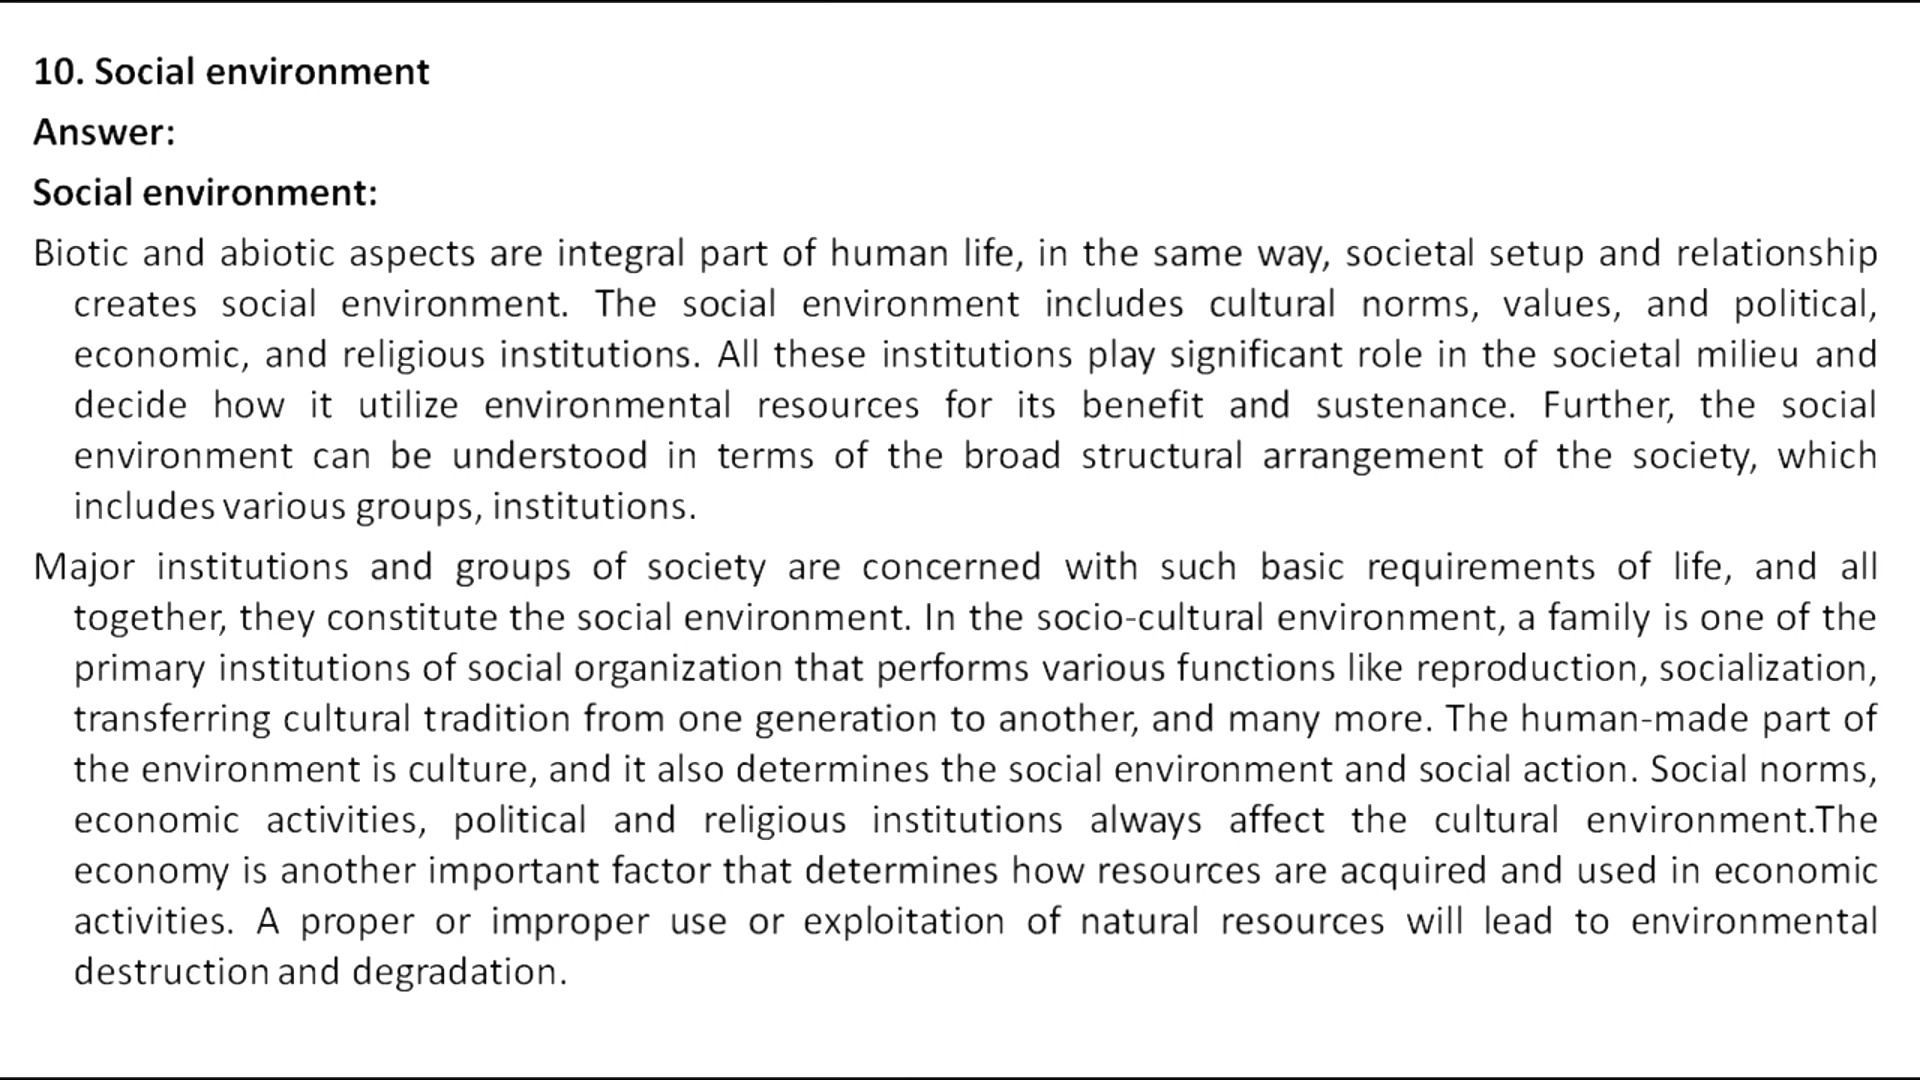 10. Social environment
Answer:
Social environment:
Biotic and abiotic aspects are integral part of human life, in the same way, societal setup and relationship
creates social environment. The social environment includes cultural norms, values, and political,
economic, and religious institutions. All these institutions play significant role in the societal milieu and
decide how it utilize environmental resources for its benefit and sustenance. Further, the social
environment can be understood in terms of the broad structural arrangement of the society, which
includes various groups, institutions.
Major institutions and groups of society are concerned with such basic requirements of life, and all
together, they constitute the social environment. In the socio-cultural environment, a family is one of the
primary institutions of social organization that performs various functions like reproduction, socialization,
transferring cultural tradition from one generation to another, and many more. The human-made part of
the environment is culture, and it also determines the social environment and social action. Social norms,
economic activities, political and religious institutions always affect the cultural environment.The
economy is another important factor that determines how resources are acquired and used in economic
activities. A proper or improper use or exploitation of natural resources will lead to environmental
destruction and degradation.